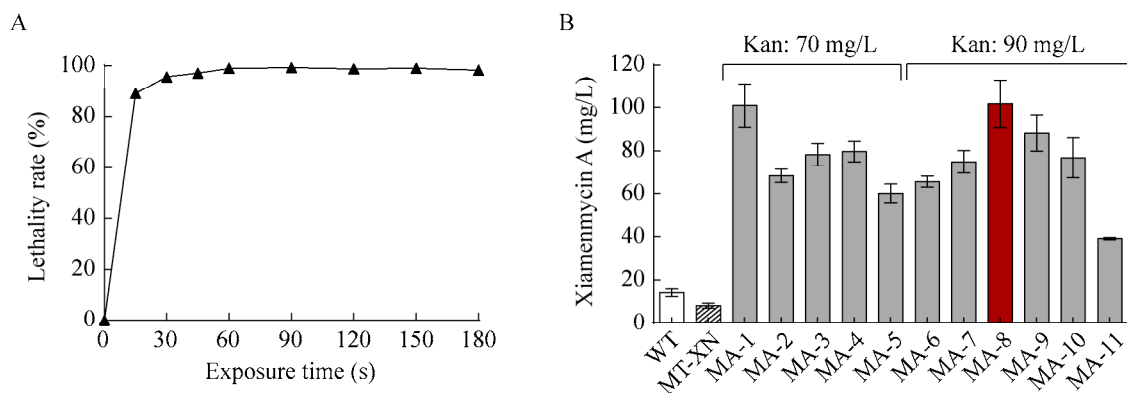 A
Lethality rate (%)
100
80
60
40
20
0
0 30 60 90 120 150 180
Exposure time (s)
B
Kan: 70 mg/L Kan: 90 mg/L
Xiamenmycin A (mg/L)
120
100
80
60
40
20
0
WT MT-XN MA-1 MA-2 MA-3 MA-4 MA-5 MA-6 MA-7 MA-8 MA-9 MA-10 MA-11